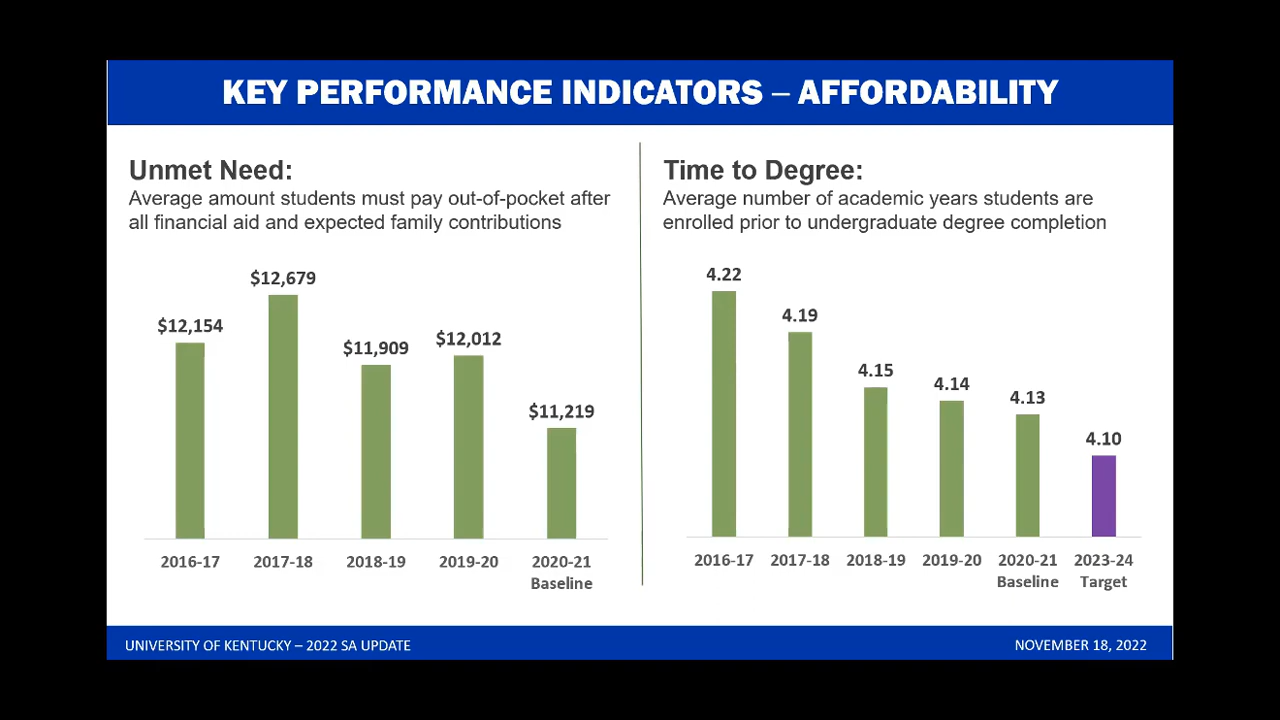 KEY PERFORMANCE INDICATORS – AFFORDABILITY
Unmet Need:
Average amount students must pay out-of-pocket after
all financial aid and expected family contributions
$12,154
$12,679
$11,909
$12,012
$11,219
2016-17
2017-18
2018-19
2019-20
2020-21
Baseline
Time to Degree:
Average number of academic years students are
enrolled prior to undergraduate degree completion
4.22
4.19
4.15
4.14
4.13
4.10
2016-17
2017-18
2018-19
2019-20
2020-21
Baseline
2023-24
Target
UNIVERSITY OF KENTUCKY – 2022 SA UPDATE
NOVEMBER 18, 2022